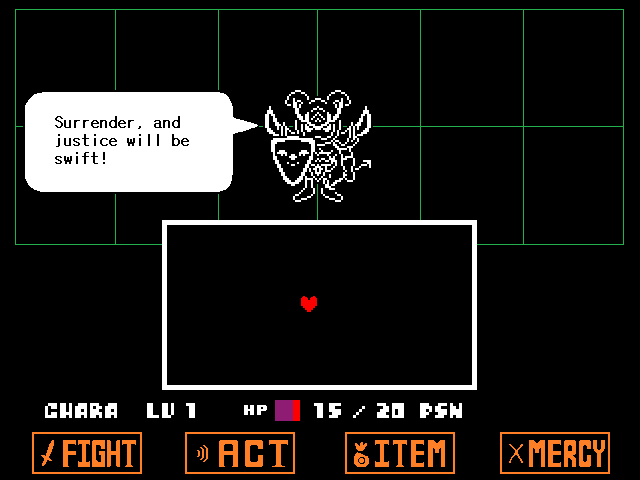 Surrender, and
justice will be
swift!
CHARA LV 1 HP 15 / 20 PSN
FIGHT ACT ITEM MERCY